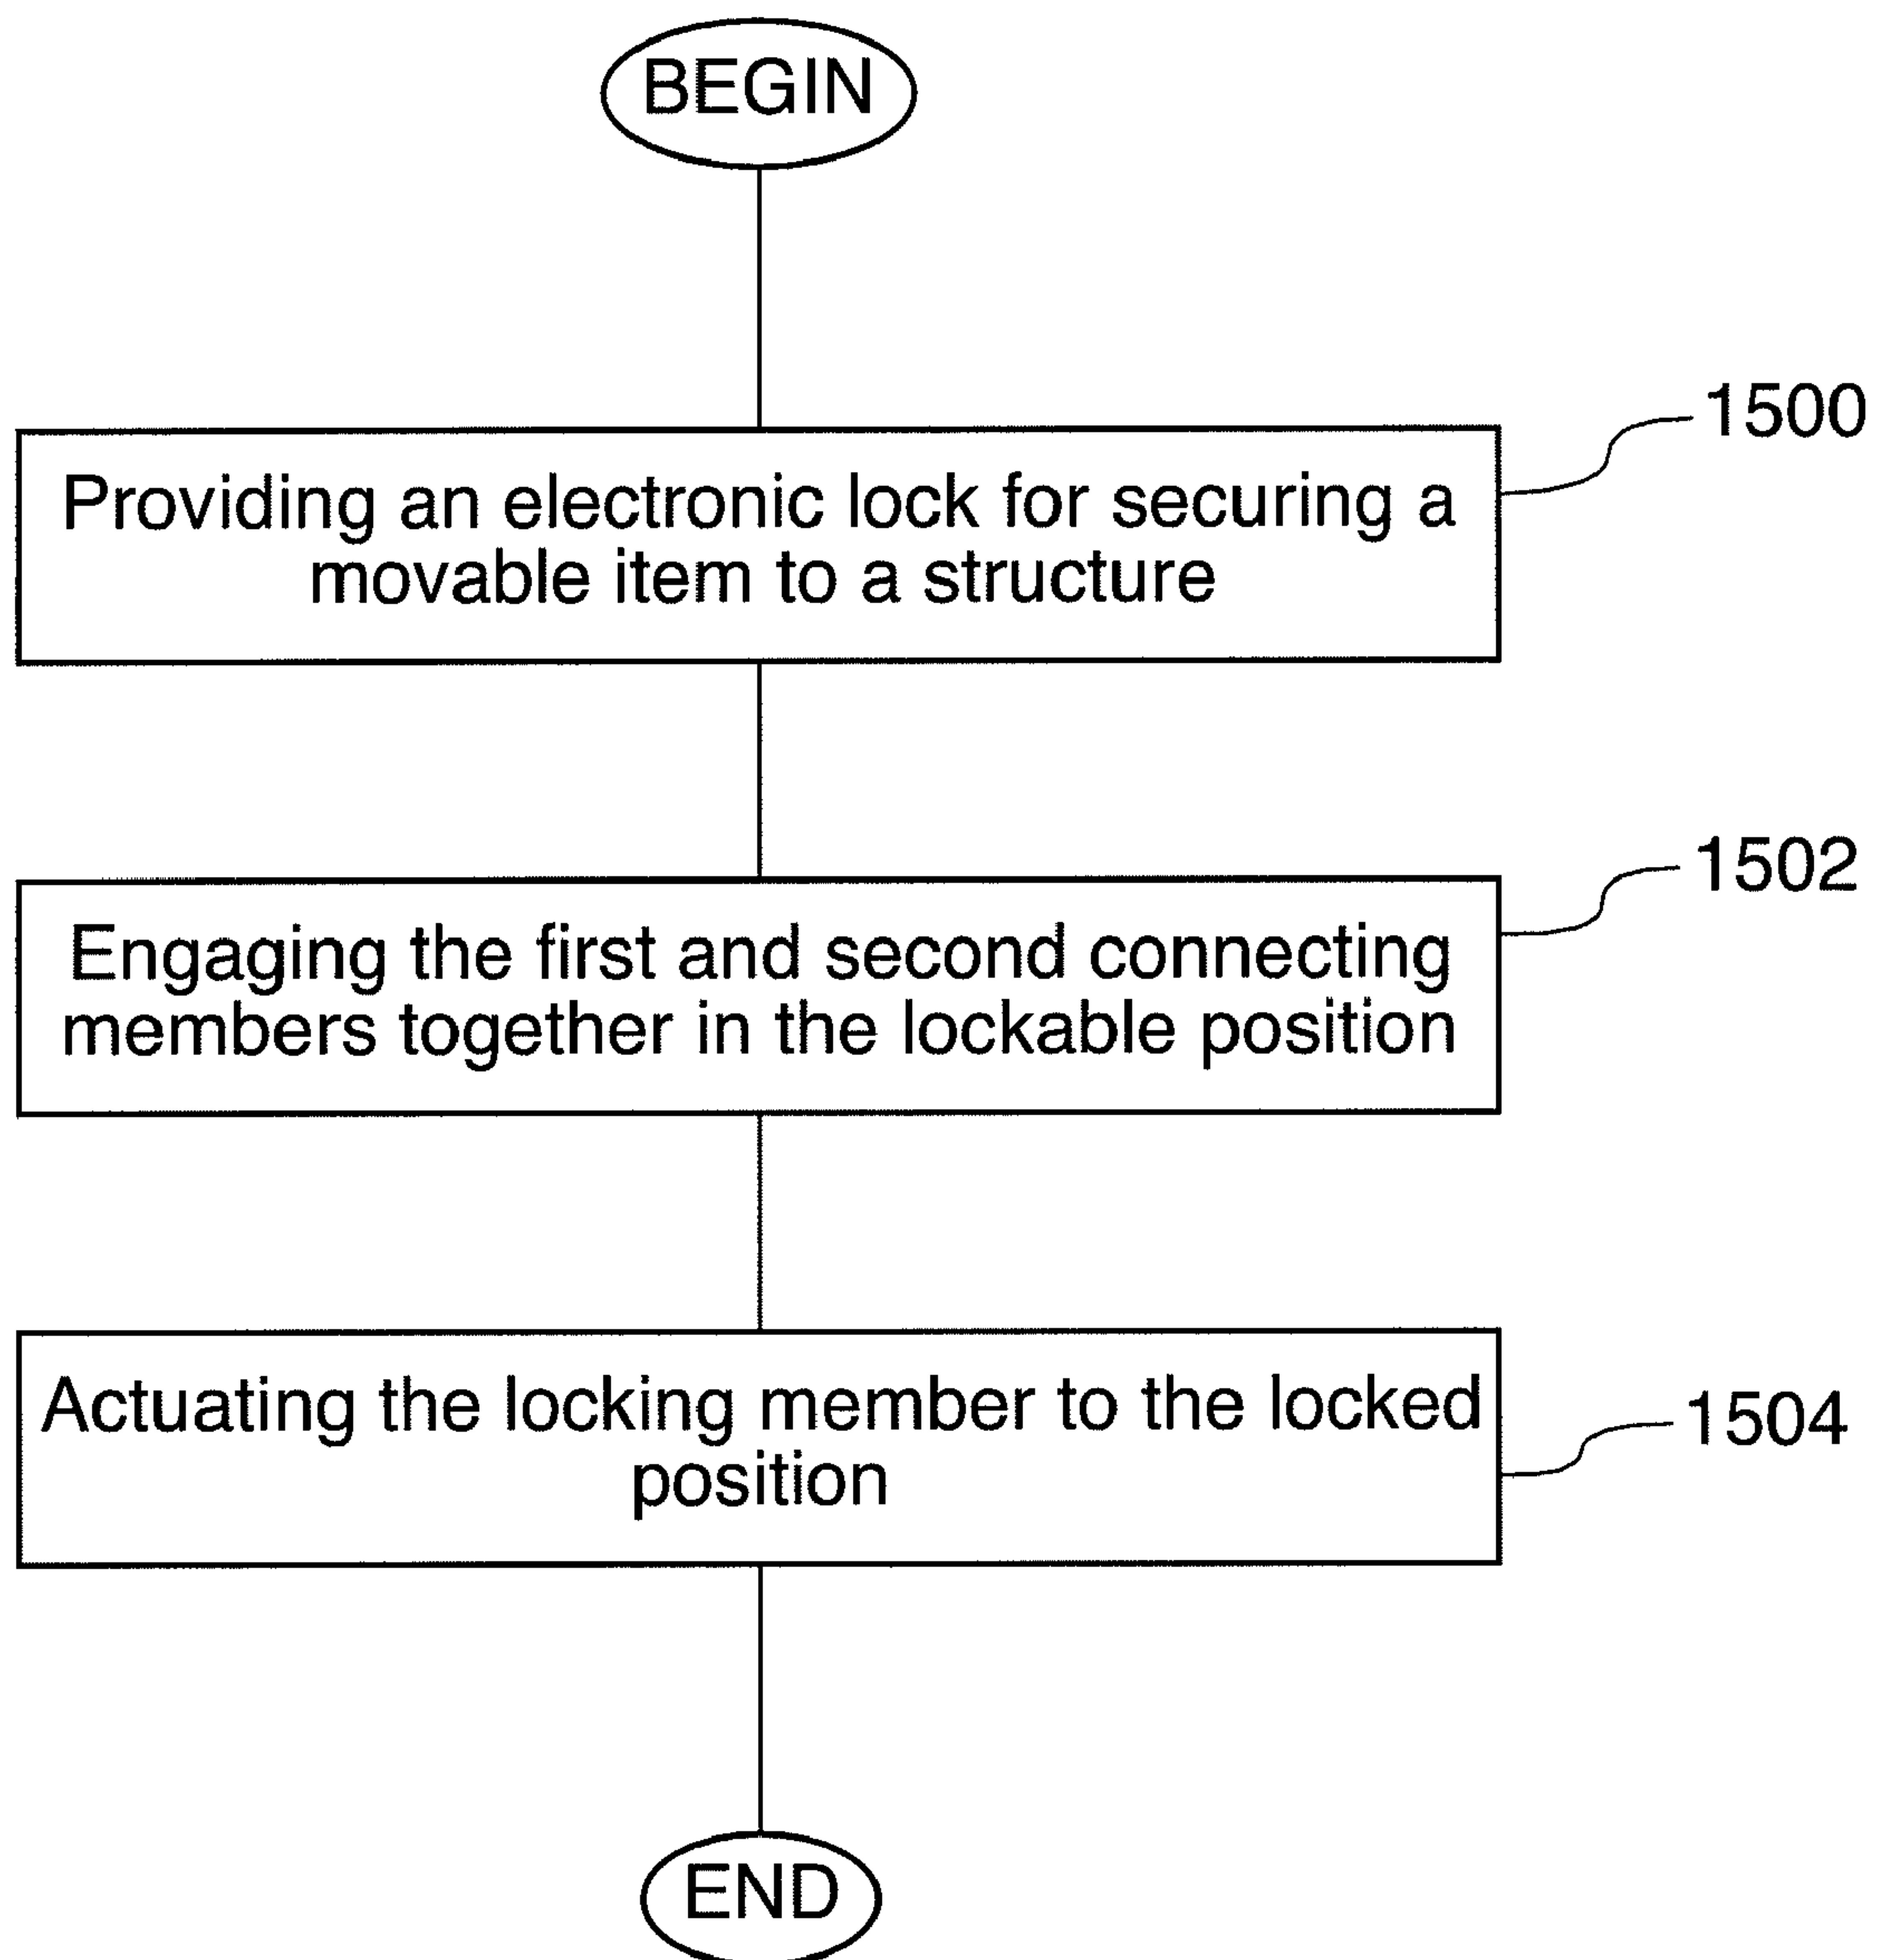 BEGIN
1500
Providing an electronic lock for securing a
movable item to a structure
1502
Engaging the first and second connecting
members together in the lockable position
Actuating the locking member to the locked
position
1504
END